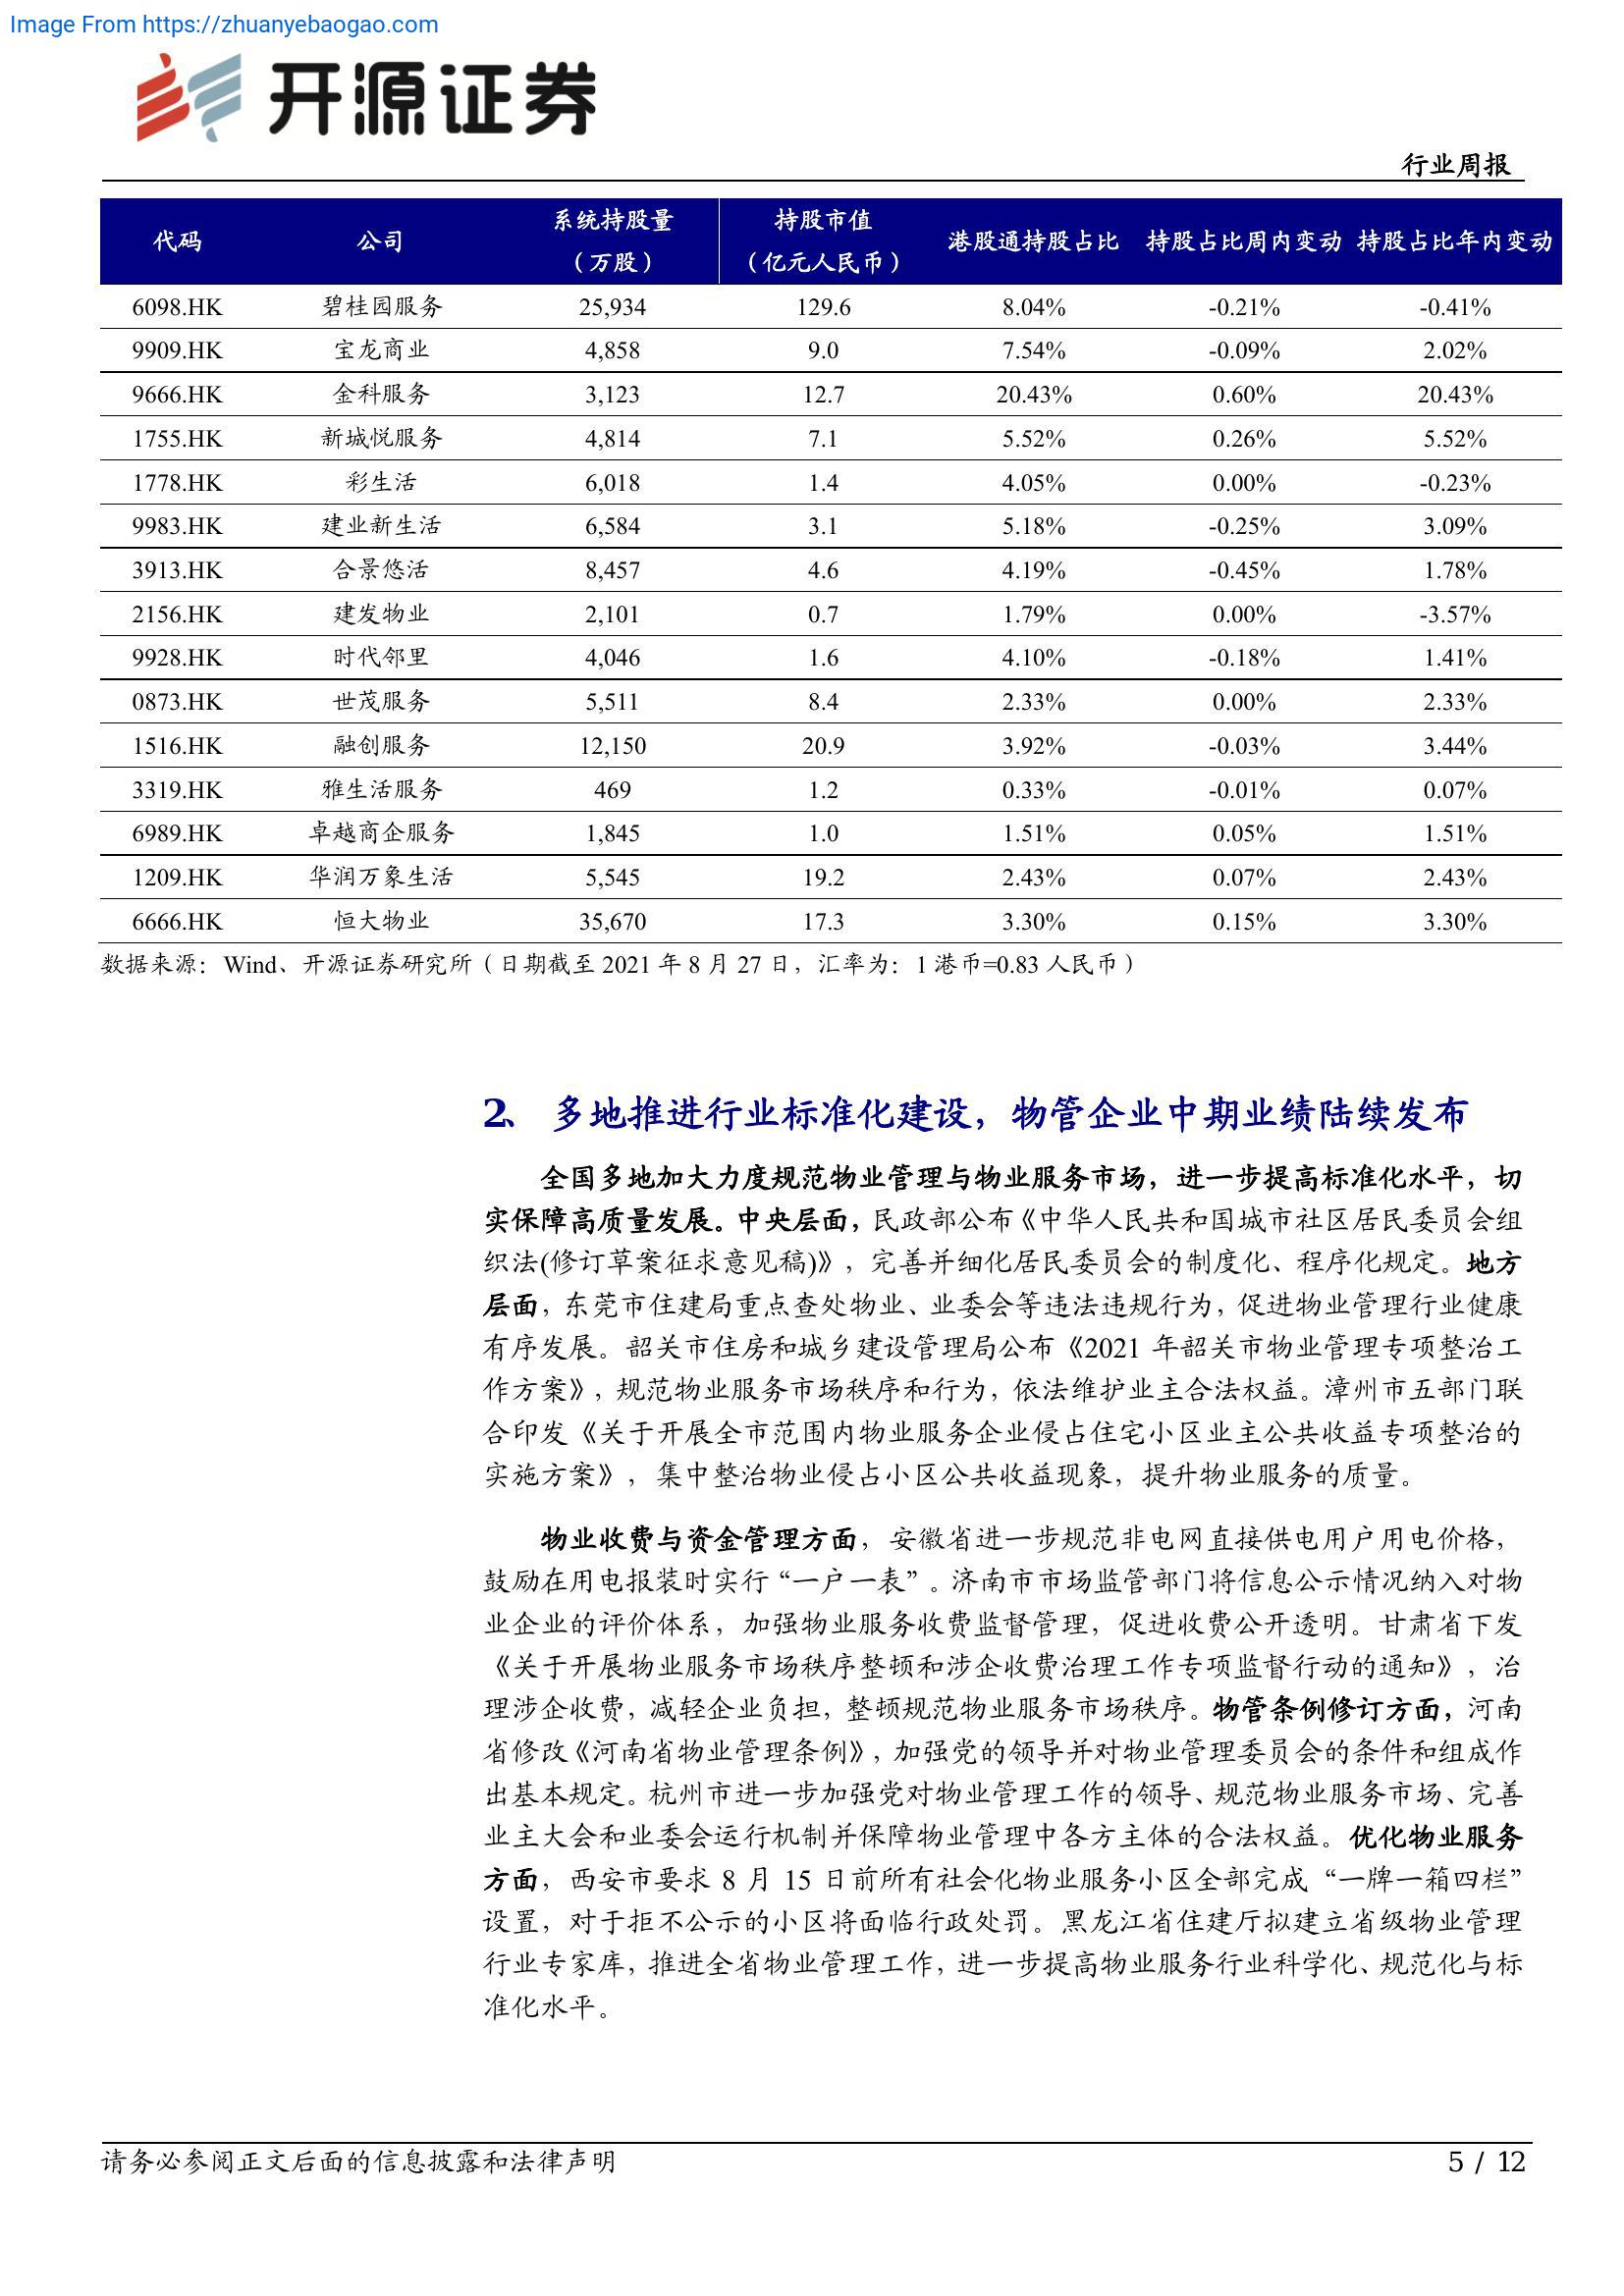 Image From https://zhuanyebaogao.com
开源证券
行业周报
代码 公司 系统持股量（万股） 持股市值（亿元人民币） 港股通持股占比 持股占比周内变动 持股占比年内变动
6098.HK 碧桂园服务 25,934 129.6 8.04% -0.21% -0.41%
9909.HK 宝龙商业 4,858 9.0 7.54% -0.09% 2.02%
9666.HK 金科服务 3,123 12.7 20.43% 0.60% 20.43%
1755.HK 新城悦服务 4,814 7.1 5.52% 0.26% 5.52%
1778.HK 彩生活 6,018 1.4 4.05% 0.00% -0.23%
9983.HK 建业新生活 6,584 3.1 5.18% -0.25% 3.09%
3913.HK 合景悠活 8,457 4.6 4.19% -0.45% 1.78%
2156.HK 建发物业 2,101 0.7 1.79% 0.00% -3.57%
9928.HK 时代邻里 4,046 1.6 4.10% -0.18% 1.41%
0873.HK 世茂服务 5,511 8.4 2.33% 0.00% 2.33%
1516.HK 融创服务 12,150 20.9 3.92% -0.03% 3.44%
3319.HK 雅生活服务 469 1.2 0.33% -0.01% 0.07%
6989.HK 卓越商企服务 1,845 1.0 1.51% 0.05% 1.51%
1209.HK 华润万象生活 5,545 19.2 2.43% 0.07% 2.43%
6666.HK 恒大物业 35,670 17.3 3.30% 0.15% 3.30%
数据来源：Wind、开源证券研究所（日期截至 2021 年 8 月 27 日，汇率为：1 港币=0.83 人民币）
2、 多地推进行业标准化建设，物管企业中期业绩陆续发布
全国多地加大力度规范物业管理与物业服务市场，进一步提高标准化水平，切
实保障高质量发展。中央层面，民政部公布《中华人民共和国城市社区居民委员会组
织法(修订草案征求意见稿)》，完善并细化居民委员会的制度化、程序化规定。地方
层面，东莞市住建局重点查处物业、业委会等违法违规行为，促进物业管理行业健康
有序发展。韶关市住房和城乡建设管理局公布《2021 年韶关市物业管理专项整治工
作方案》，规范物业服务市场秩序和行为，依法维护业主合法权益。漳州市五部门联
合印发《关于开展全市范围内物业服务企业侵占住宅小区业主公共收益专项整治的
实施方案》，集中整治物业侵占小区公共收益现象，提升物业服务的质量。
物业收费与资金管理方面，安徽省进一步规范非电网直接供电用户用电价格，
鼓励在用电报装时实行“一户一表”。济南市市场监管部门将信息公示情况纳入对物
业企业的评价体系，加强物业服务收费监督管理，促进收费公开透明。甘肃省下发
《关于开展物业服务市场秩序整顿和涉企收费治理工作专项监督行动的通知》，治
理涉企收费，减轻企业负担，整顿规范物业服务市场秩序。物管条例修订方面，河南
省修改《河南省物业管理条例》，加强党的领导并对物业管理委员会的条件和组成作
出基本规定。杭州市进一步加强党对物业管理工作的领导、规范物业服务市场、完善
业主大会和业委会运行机制并保障物业管理中各方主体的合法权益。优化物业服务
方面，西安市要求 8 月 15 日前所有社会化物业服务小区全部完成“一牌一箱四栏”
设置，对于拒不公示的小区将面临行政处罚。黑龙江省住建厅拟建立省级物业管理
行业专家库，推进全省物业管理工作，进一步提高物业服务行业科学化、规范化与标
准化水平。
请务必参阅正文后面的信息披露和法律声明 5 / 12